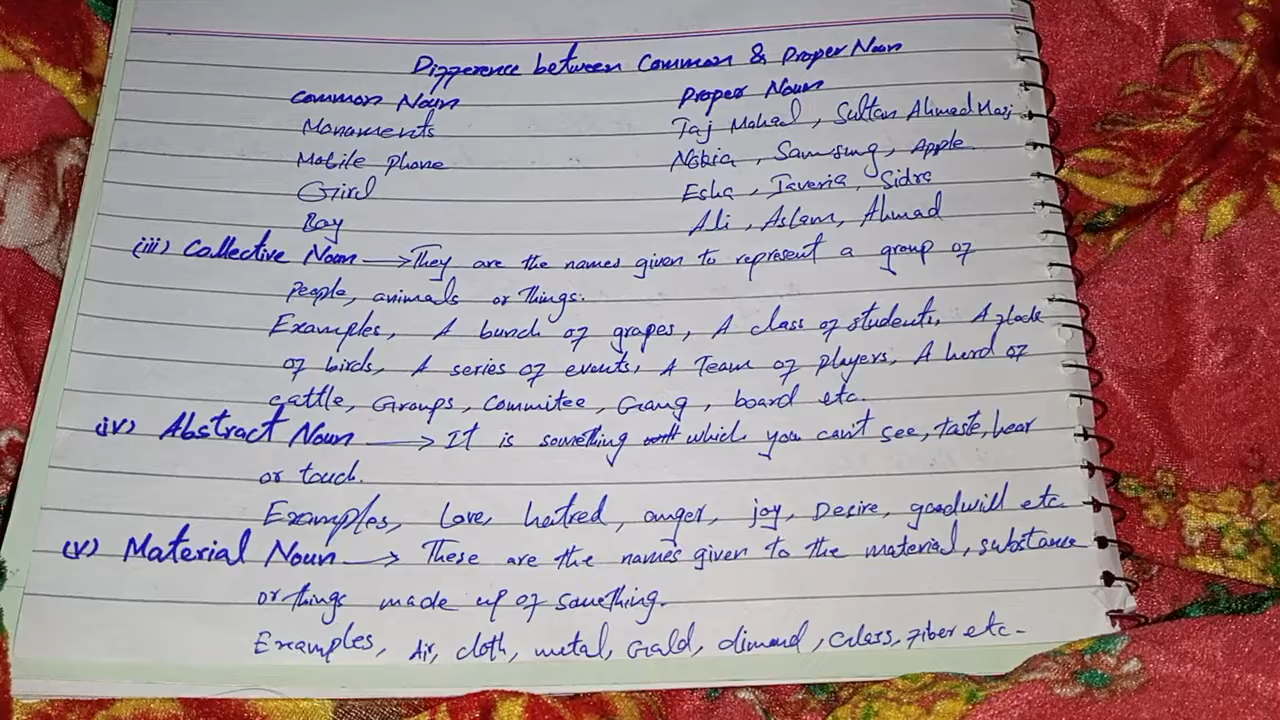 Difference between Common & Proper Noun
Common Noun Proper Noun
Monaments Taj Mahal, Sultan Ahmed Masj
Mobile phone Nokia, Samsung, Apple
Girl Esha, Javeria, Sidra
Boy Ali, Aslam, Ahmad
(iii) Collective Noun → They are the names given to represent a group of
people, animals or things.
Examples, A bunch of grapes, A class of students, A flock
of birds, A series of events, A Team of players, A herd of
cattle, Groups, Commitee, Gang, board etc.
iv) Abstract Noun → It is something which you can't see, taste, hear
or touch.
Examples, Love, hatred, anger, joy, Desire, goodwill etc.
(v) Material Noun → These are the names given to the material, substance
or things made up of something.
Examples, Air, cloth, metal, Gold, dimond, Glass, Fiber etc-